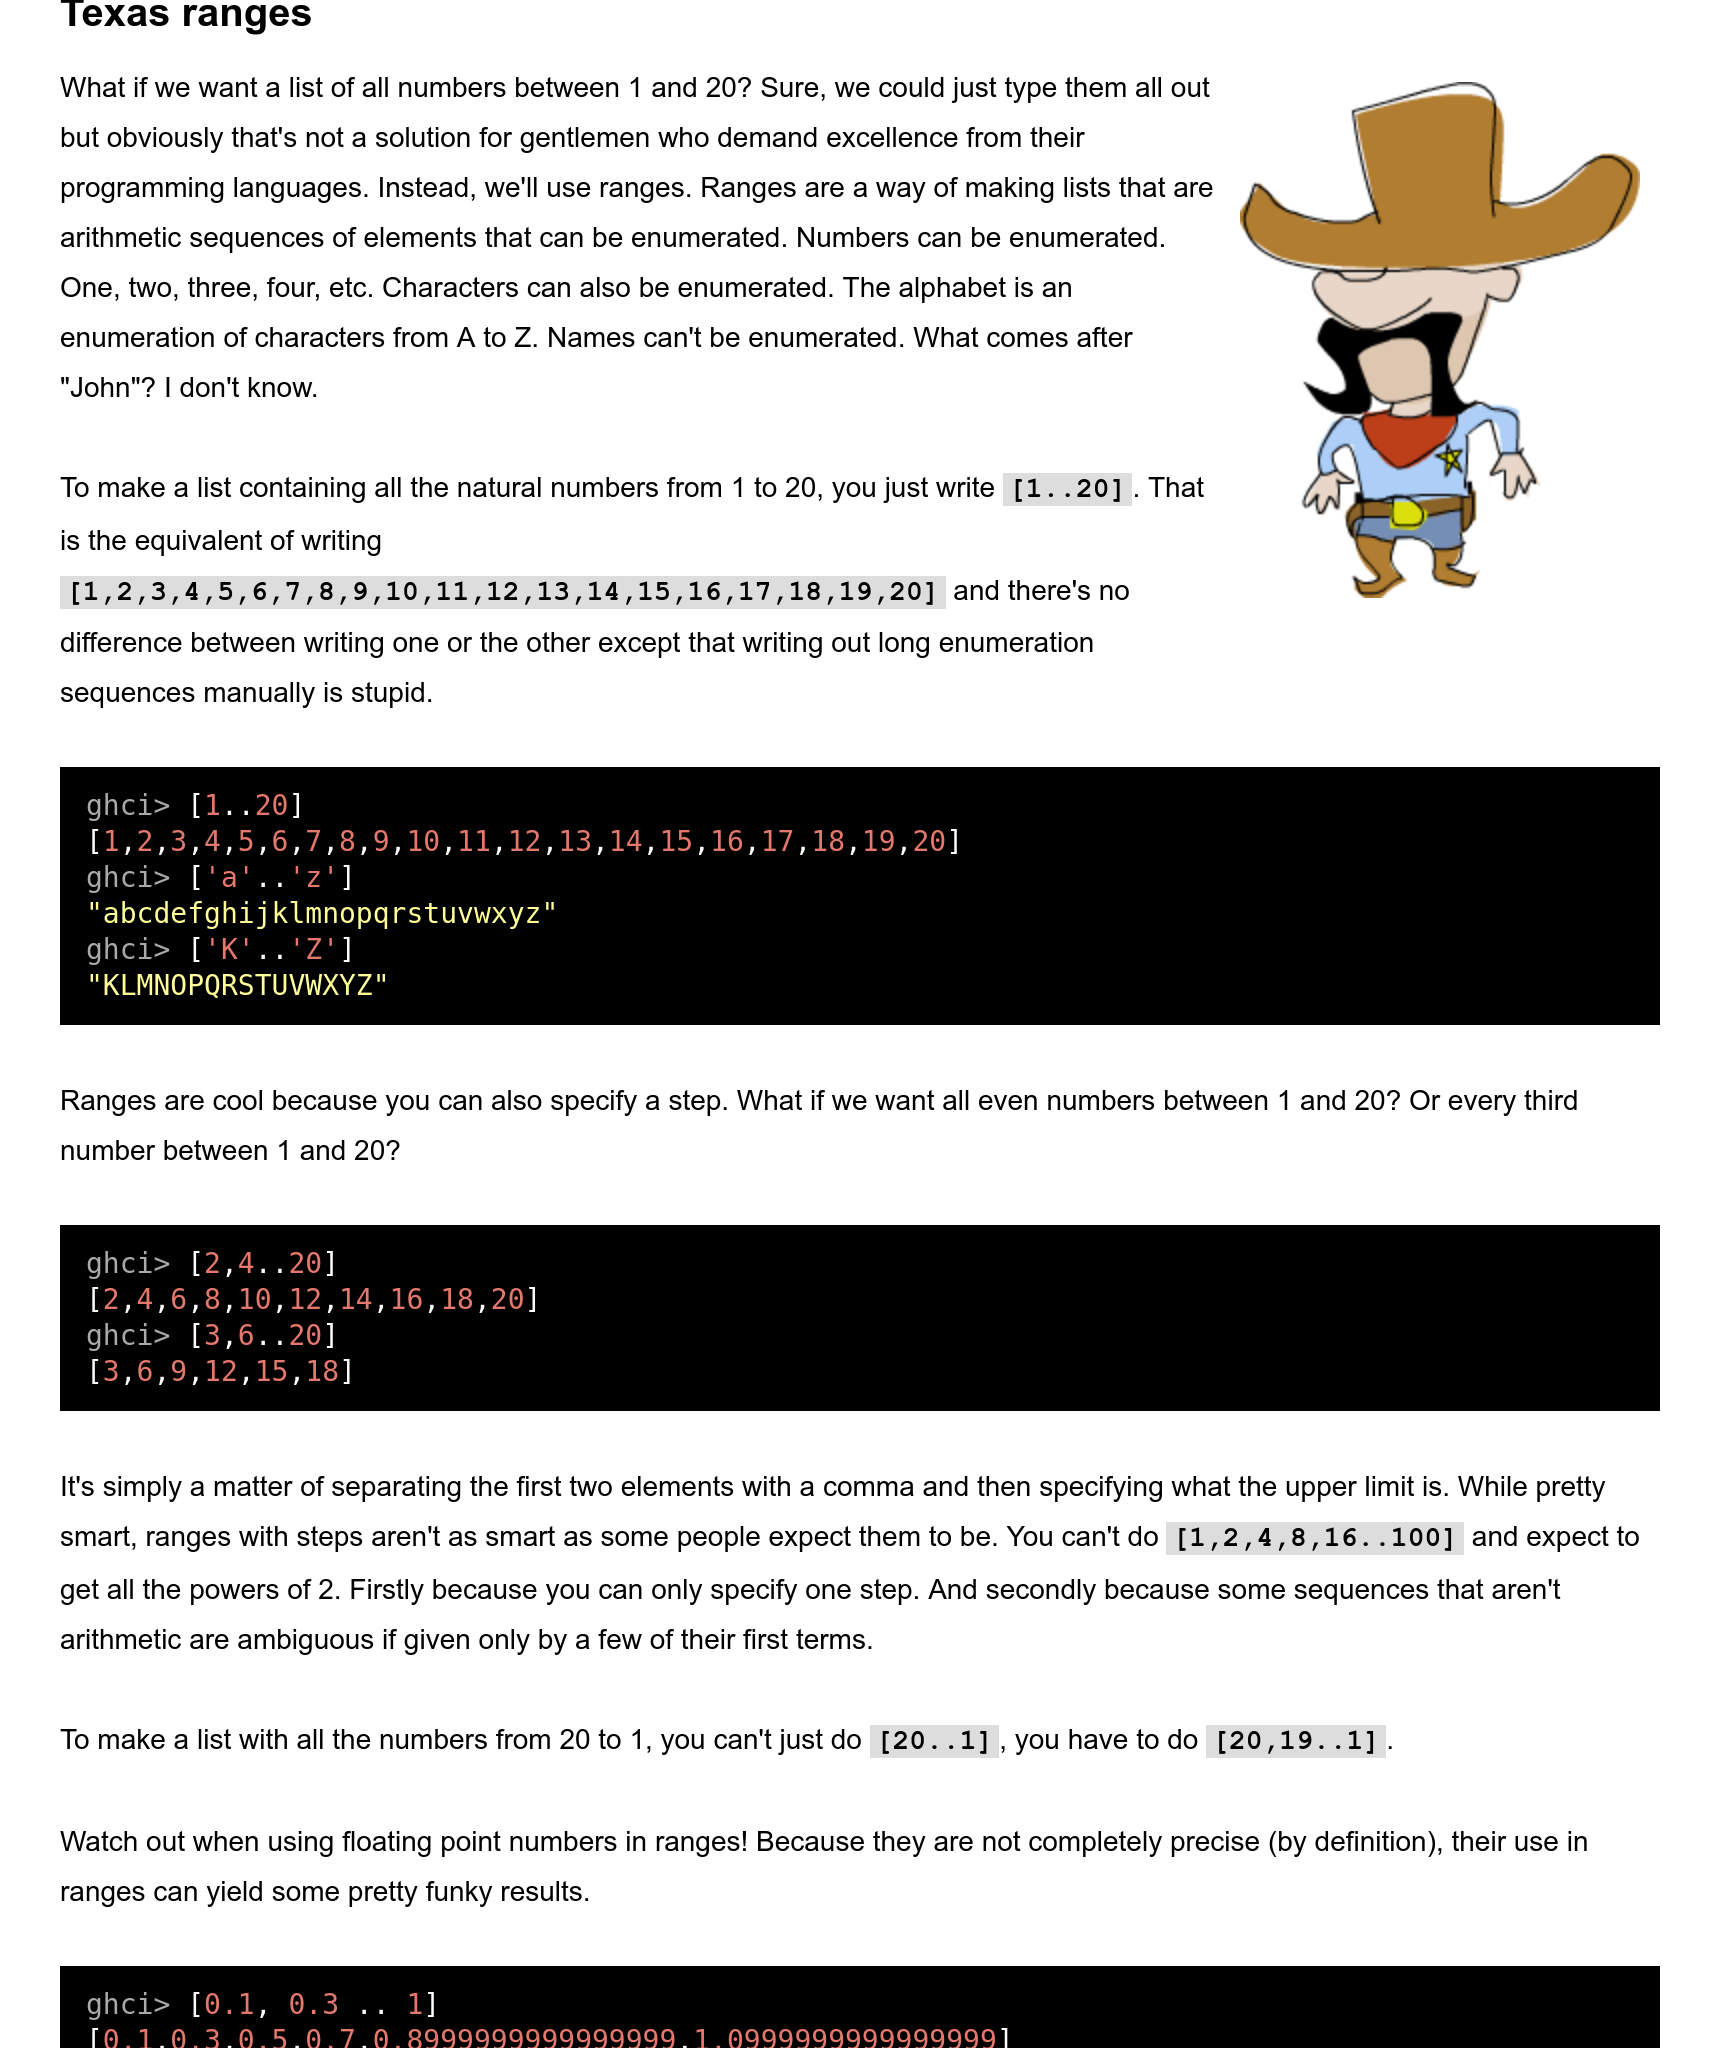 Texas ranges
What if we want a list of all numbers between 1 and 20? Sure, we could just type them all out
but obviously that's not a solution for gentlemen who demand excellence from their
programming languages. Instead, we'll use ranges. Ranges are a way of making lists that are
arithmetic sequences of elements that can be enumerated. Numbers can be enumerated.
One, two, three, four, etc. Characters can also be enumerated. The alphabet is an
enumeration of characters from A to Z. Names can't be enumerated. What comes after
"John"? I don't know.
To make a list containing all the natural numbers from 1 to 20, you just write [1..20]. That
is the equivalent of writing
[1,2,3,4,5,6,7,8,9,10,11,12,13,14,15,16,17,18,19,20] and there's no
difference between writing one or the other except that writing out long enumeration
sequences manually is stupid.
ghci> [1..20]
[1,2,3,4,5,6,7,8,9,10,11,12,13,14,15,16,17,18,19,20]
ghci> ['a'..'z']
"abcdefghijklmnopqrstuvwxyz"
ghci> ['K'..'Z']
"KLMNOPQRSTUVWXYZ"
Ranges are cool because you can also specify a step. What if we want all even numbers between 1 and 20? Or every third
number between 1 and 20?
ghci> [2,4..20]
[2,4,6,8,10,12,14,16,18,20]
ghci> [3,6..20]
[3,6,9,12,15,18]
It's simply a matter of separating the first two elements with a comma and then specifying what the upper limit is. While pretty
smart, ranges with steps aren't as smart as some people expect them to be. You can't do [1,2,4,8,16..100] and expect to
get all the powers of 2. Firstly because you can only specify one step. And secondly because some sequences that aren't
arithmetic are ambiguous if given only by a few of their first terms.
To make a list with all the numbers from 20 to 1, you can't just do [20..1], you have to do [20,19..1].
Watch out when using floating point numbers in ranges! Because they are not completely precise (by definition), their use in
ranges can yield some pretty funky results.
ghci> [0.1, 0.3 .. 1]
[0.1,0.3,0.5,0.7,0.8999999999999999,1.0999999999999999]